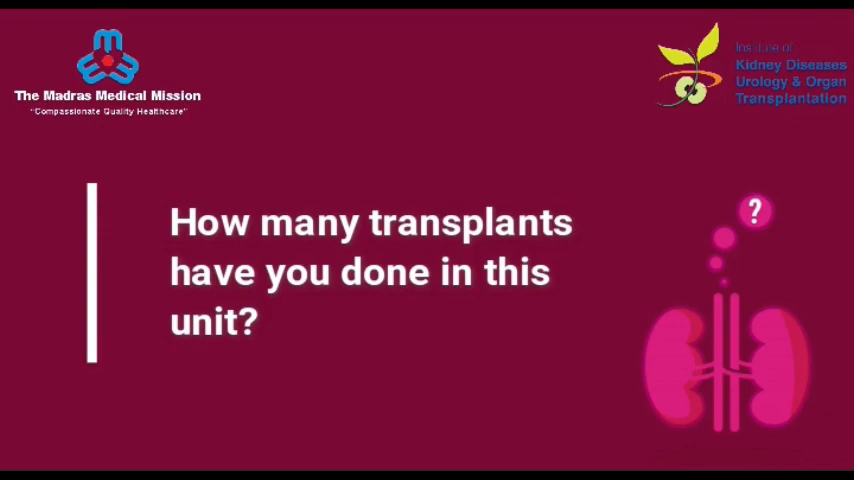 The Madras Medical Mission
"Compassionate Quality Healthcare"
Institute of
Kidney Diseases
Urology & Organ
Transplantation
How many transplants
have you done in this
unit?
?